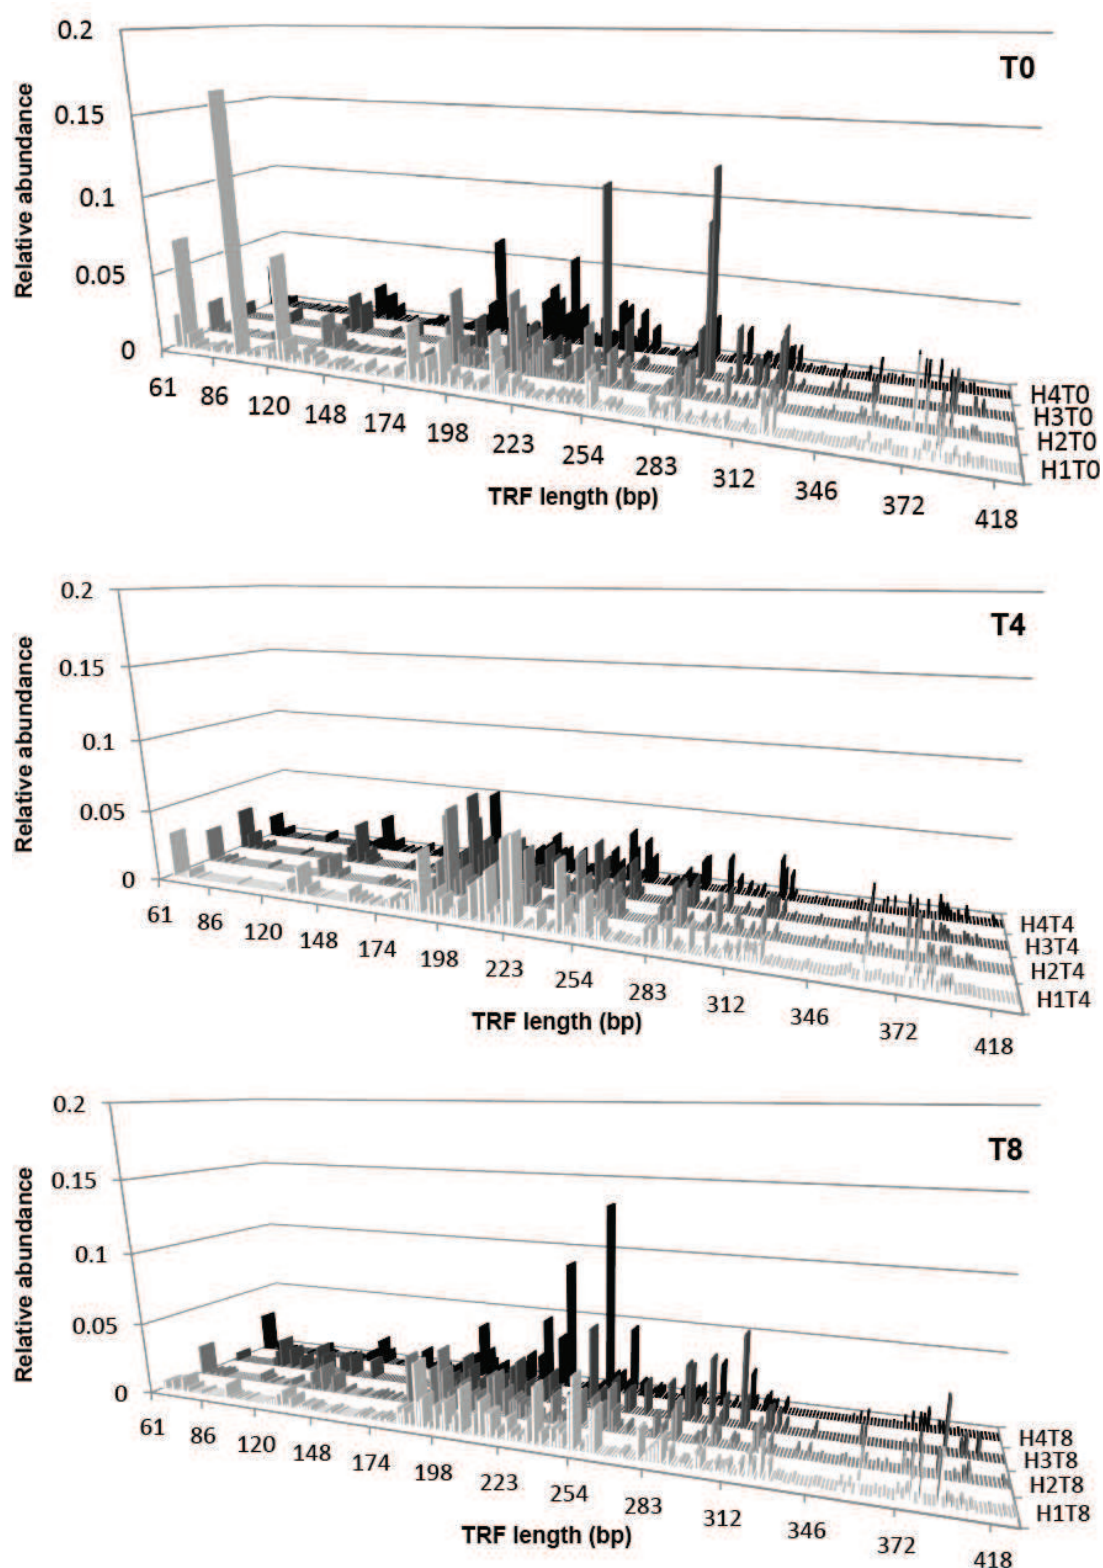 0.2
T0
0.15
Relative abundance
0.1
0.05
0
61
86
120
148
174
198
223
254
283
312
346
372
418
H4T0
H3T0
H2T0
H1T0
TRF length (bp)
0.2
T4
0.15
Relative abundance
0.1
0.05
0
61
86
120
148
174
198
223
254
283
312
346
372
418
H4T4
H3T4
H2T4
H1T4
TRF length (bp)
0.2
T8
0.15
Relative abundance
0.1
0.05
0
61
86
120
148
174
198
223
254
283
312
346
372
418
H4T8
H3T8
H2T8
H1T8
TRF length (bp)